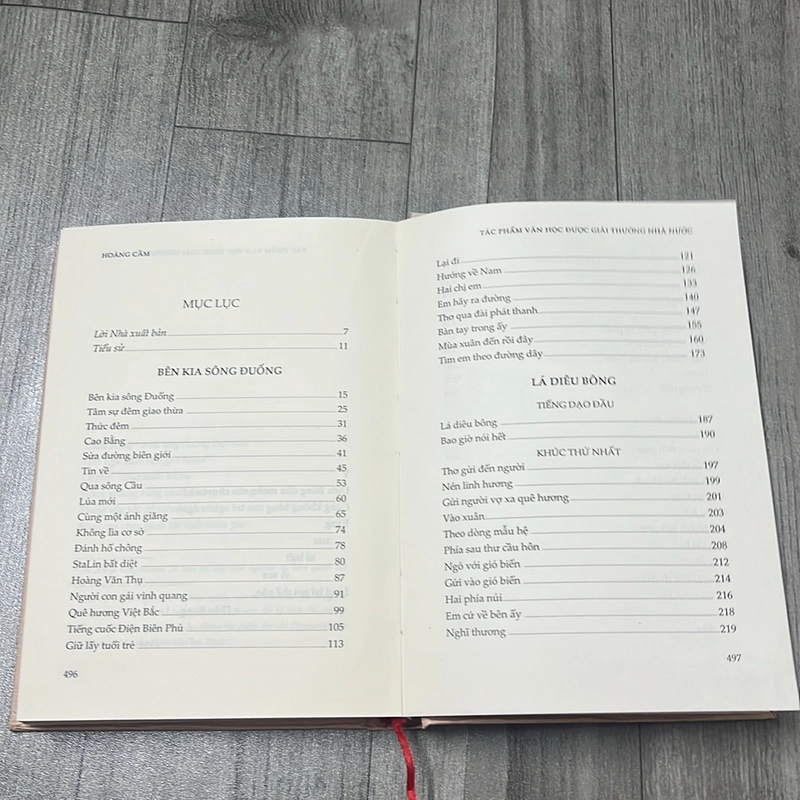 HOÀNG CẦM
MỤC LỤC
Lời Nhà xuất bản 7
Tiểu sử 11
BÊN KIA SÔNG ĐUỐNG
Bên kia sông Đuống 15
Tâm sự đêm giao thừa 25
Thức đêm 31
Cao Bằng 36
Sửa đường biên giới 41
Tin về 45
Qua sông Cầu 53
Lúa mới 60
Cùng một ánh giăng 65
Không lìa cơ sở 74
Đánh hổ chông 78
StaLin bất diệt 80
Hoàng Văn Thụ 87
Người con gái vinh quang 91
Quê hương Việt Bắc 99
Tiếng cuốc Điện Biên Phủ 105
Giữ lấy tuổi trẻ 113
496
TÁC PHẨM VĂN HỌC ĐƯỢC GIẢI THƯỞNG NHÀ NƯỚC
Lại đi 121
Hướng về Nam 126
Hai chị em 133
Em hãy ra đường 140
Thơ qua đài phát thanh 147
Bàn tay trong ấy 155
Mùa xuân đến rồi đây 160
Tìm em theo đường dây 173
LÁ DIÊU BÔNG
TIẾNG DẠO ĐẦU
Lá diêu bông 187
Bao giờ nói hết 190
KHÚC THỨ NHẤT
Thơ gửi đến người 197
Nén linh hương 199
Gửi người vợ xa quê hương 201
Vào xuân 203
Theo dòng mẫu hệ 204
Phía sau thư cầu hôn 208
Ngỏ với gió biển 212
Gửi vào gió biển 214
Hai phía núi 216
Em cứ về bên ấy 218
Nghĩ thương 219
497